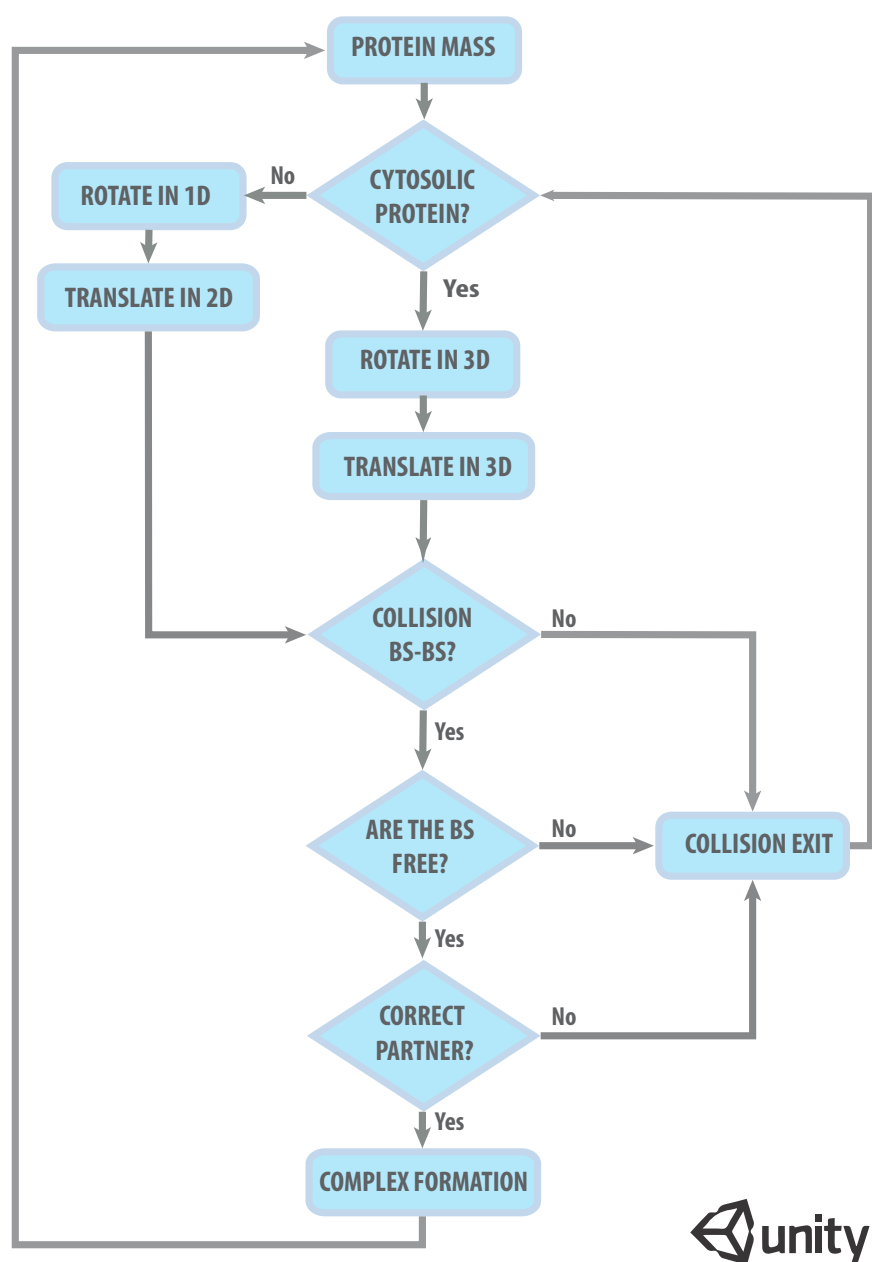 PROTEIN MASS
CYTOSOLIC
PROTEIN?
No
ROTATE IN 1D
TRANSLATE IN 2D
Yes
ROTATE IN 3D
TRANSLATE IN 3D
COLLISION
BS-BS?
No
Yes
ARE THE BS
FREE?
No
COLLISION EXIT
Yes
CORRECT
PARTNER?
No
Yes
COMPLEX FORMATION
unity